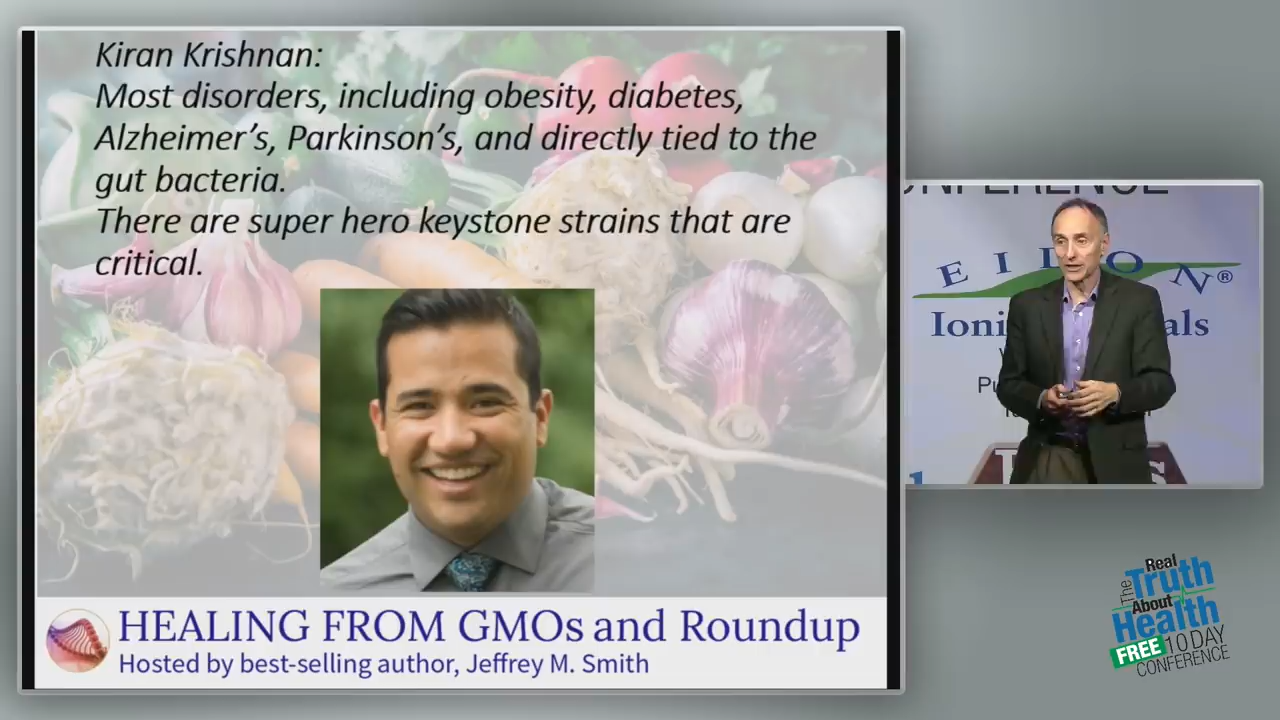 Kiran Krishnan:
Most disorders, including obesity, diabetes,
Alzheimer's, Parkinson's, and directly tied to the
gut bacteria.
There are super hero keystone strains that are
critical.
HEALING FROM GMOs and Roundup
Hosted by best-selling author, Jeffrey M. Smith
CONFERENCE
The Real
Truth
About
Health
FREE 10 DAY
CONFERENCE